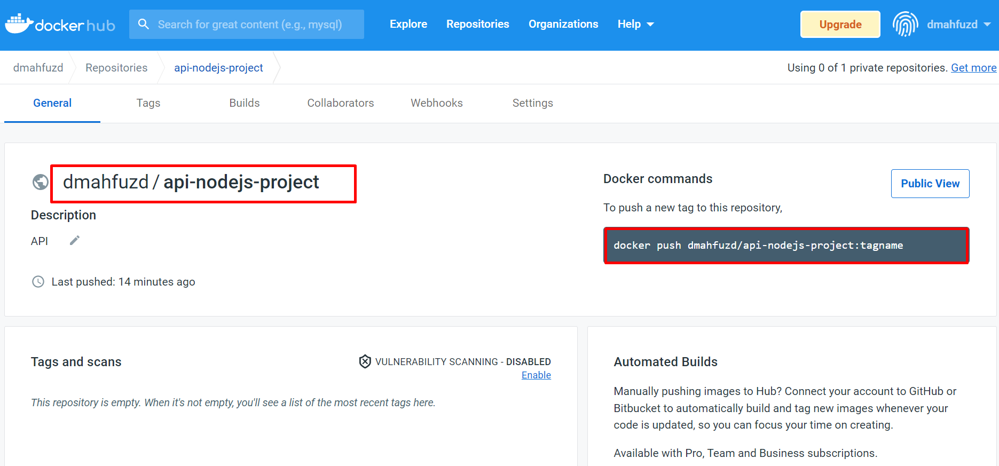 docker hub
Search for great content (e.g., mysql)
Explore
Repositories
Organizations
Help
Upgrade
dmahfuzd
dmahfuzd
Repositories
api-nodejs-project
Using 0 of 1 private repositories. Get more
General
Tags
Builds
Collaborators
Webhooks
Settings
dmahfuzd / api-nodejs-project
Description
API
Last pushed: 14 minutes ago
Docker commands
Public View
To push a new tag to this repository,
docker push dmahfuzd/api-nodejs-project:tagname
Tags and scans
VULNERABILITY SCANNING - DISABLED
Enable
This repository is empty. When it's not empty, you'll see a list of the most recent tags here.
Automated Builds
Manually pushing images to Hub? Connect your account to GitHub or
Bitbucket to automatically build and tag new images whenever your
code is updated, so you can focus your time on creating.
Available with Pro, Team and Business subscriptions.